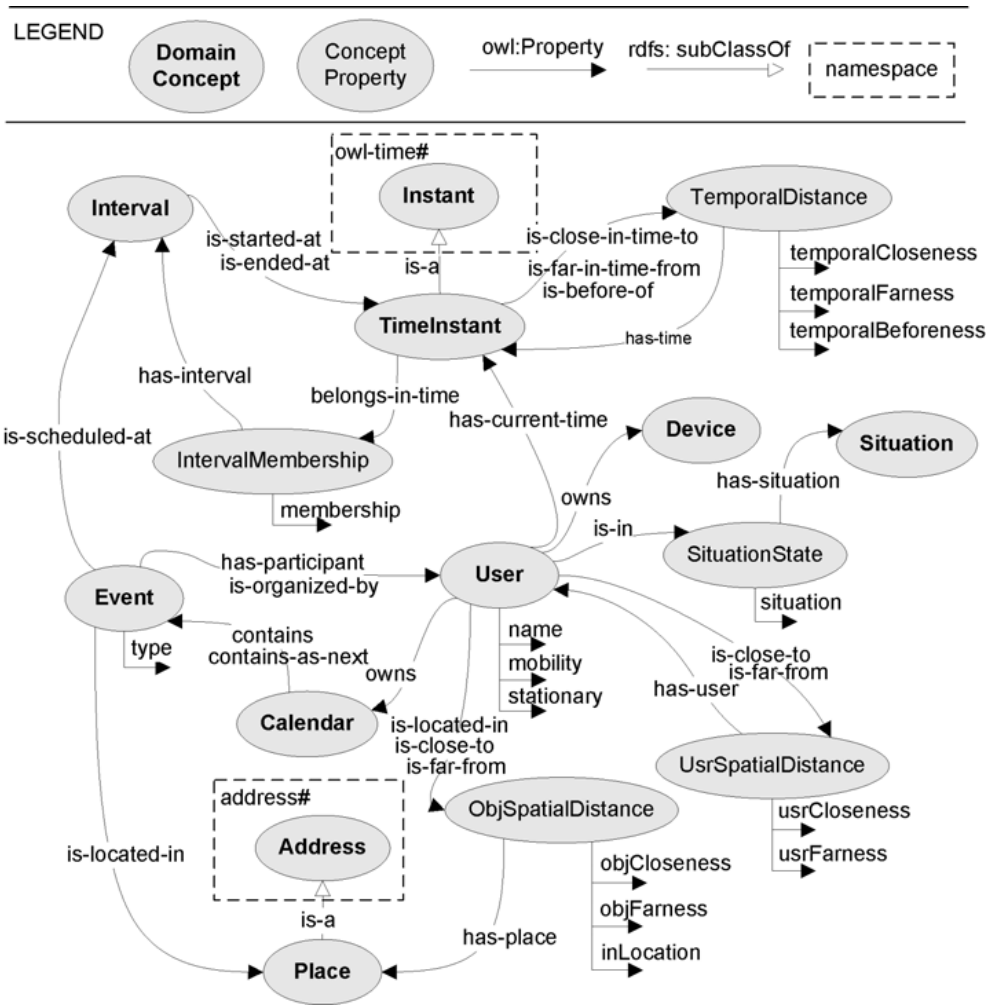 LEGEND
Domain
Concept
Concept
Property
owl:Property
rdfs: subClassOf
namespace
owl-time#
Instant
Interval
TemporalDistance
is-started-at
is-ended-at
is-close-in-time-to
is-far-in-time-from
is-before-of
is-a
temporalCloseness
temporalFarness
temporalBeforeness
TimeInstant
has-time
has-interval
belongs-in-time
has-current-time
is-scheduled-at
Device
Situation
IntervalMembership
has-situation
membership
owns
is-in
SituationState
has-participant
is-organized-by
User
Event
situation
type
contains
contains-as-next
name
mobility
stationary
is-close-to
is-far-from
owns
has-user
Calendar
is-located-in
is-close-to
is-far-from
UsrSpatialDistance
address#
ObjSpatialDistance
usrCloseness
usrFarness
Address
is-located-in
objCloseness
objFarness
inLocation
is-a
has-place
Place